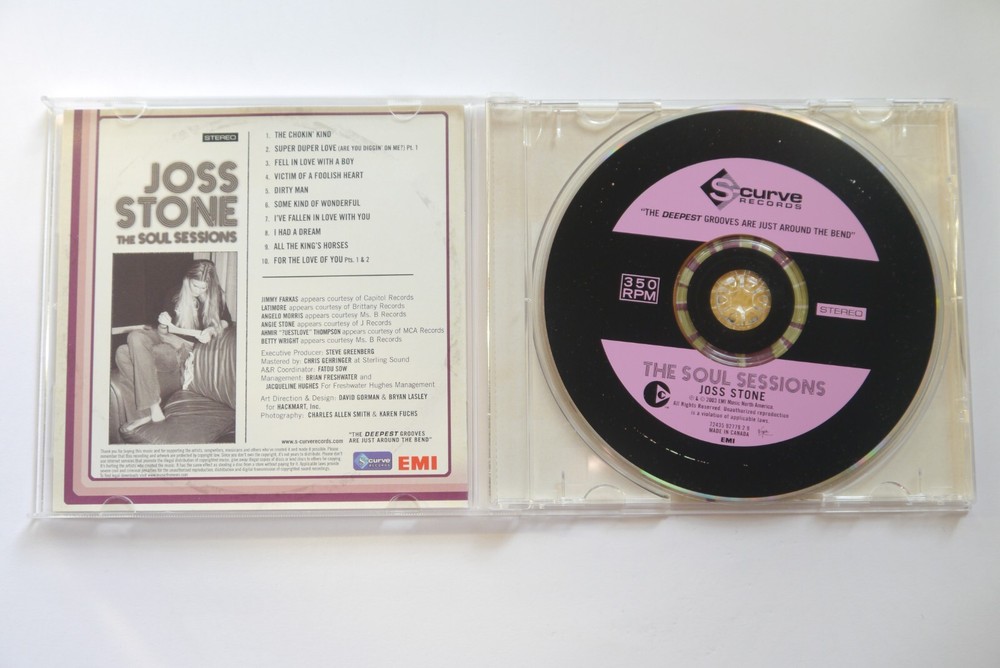 STEREO
JOSS
STONE
THE SOUL SESSIONS
1. THE CHOKIN' KIND
2. SUPER DUPER LOVE (ARE YOU DIGGIN' ON ME?) Pt. 1
3. FELL IN LOVE WITH A BOY
4. VICTIM OF A FOOLISH HEART
5. DIRTY MAN
6. SOME KIND OF WONDERFUL
7. I'VE FALLEN IN LOVE WITH YOU
8. I HAD A DREAM
9. ALL THE KING'S HORSES
10. FOR THE LOVE OF YOU Pts. 1 & 2
JIMMY FARKAS appears courtesy of Capitol Records
LATIMORE appears courtesy of Brittany Records
ANGELO MORRIS appears courtesy Ms. B Records
ANGIE STONE appears courtesy of J Records
AHMIR "?UESTLOVE" THOMPSON appears courtesy of MCA Records
BETTY WRIGHT appears courtesy Ms. B Records
Executive Producer: STEVE GREENBERG
Mastered by: CHRIS GEHRINGER at Sterling Sound
A&R Coordinator: FATOU SOW
Management: BRIAN FRESHWATER and
JACQUELINE HUGHES For Freshwater Hughes Management
Art Direction & Design: DAVID GORMAN & BRYAN LASLEY
for HACKMART, Inc.
Photography: CHARLES ALLEN SMITH & KAREN FUCHS
www.s-curverecords.com
"THE DEEPEST GROOVES
ARE JUST AROUND THE BEND"
S-curve
RECORDS
EMI
S-curve
RECORDS
"THE DEEPEST GROOVES ARE JUST AROUND THE BEND"
350
RPM
STEREO
THE SOUL SESSIONS
JOSS STONE
℗ & © 2003 EMI Music North America
All Rights Reserved. Unauthorized reproduction
is a violation of applicable laws.
MADE IN CANADA
EMI